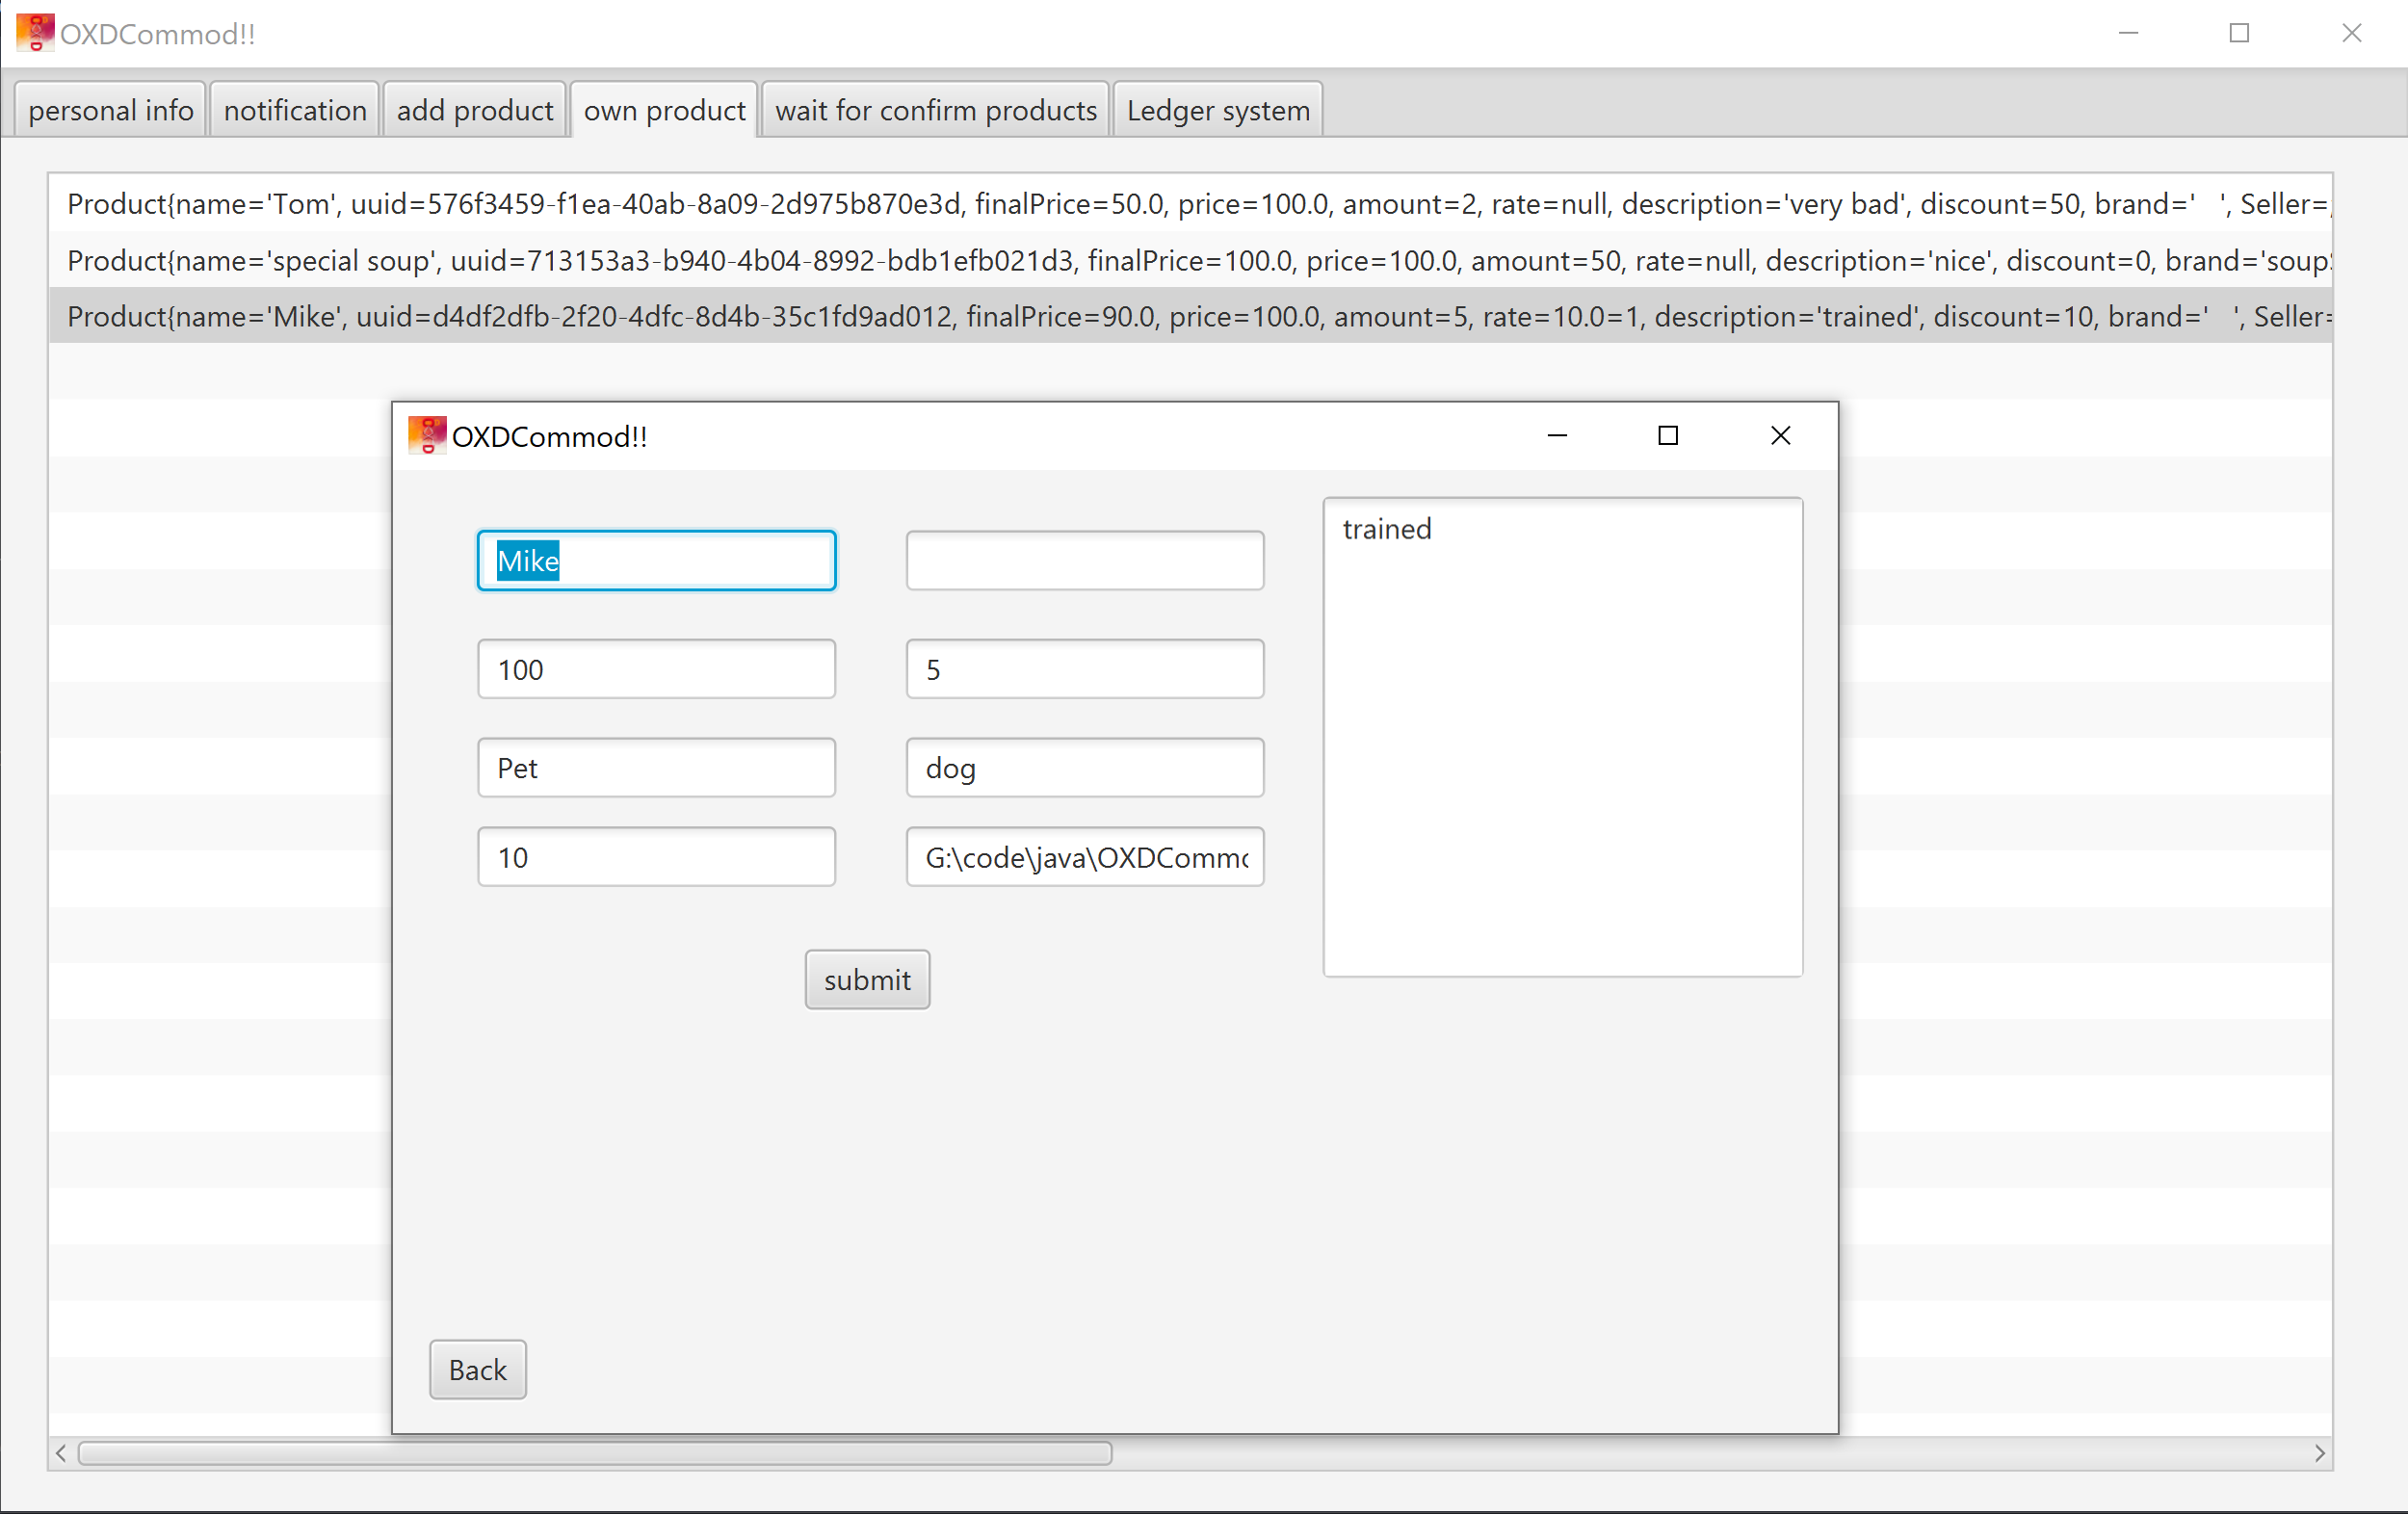 OXDCommod!!
personal info notification add product own product wait for confirm products Ledger system
Product{name='Tom', uuid=576f3459-f1ea-40ab-8a09-2d975b870e3d, finalPrice=50.0, price=100.0, amount=2, rate=null, description='very bad', discount=50, brand='   ', Seller=
Product{name='special soup', uuid=713153a3-b940-4b04-8992-bdb1efb021d3, finalPrice=100.0, price=100.0, amount=50, rate=null, description='nice', discount=0, brand='soup
Product{name='Mike', uuid=d4df2dfb-2f20-4dfc-8d4b-35c1fd9ad012, finalPrice=90.0, price=100.0, amount=5, rate=10.0=1, description='trained', discount=10, brand='   ', Seller=
OXDCommod!!
Mike
trained
100 5
Pet dog
10 G:\code\java\OXDComm
submit
Back